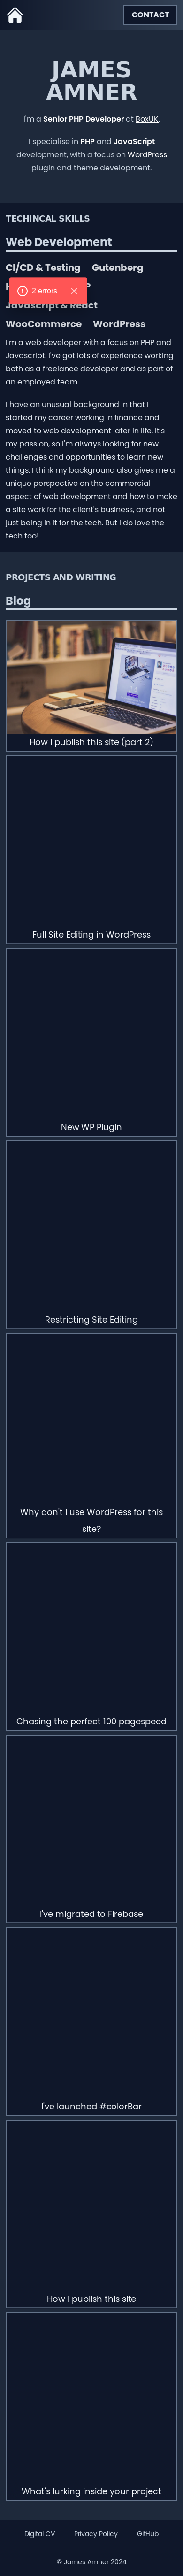 CONTACT
JAMES
AMNER
I'm a Senior PHP Developer at BoxUK.
I specialise in PHP and JavaScript
development, with a focus on WordPress
plugin and theme development.
TECHINCAL SKILLS
Web Development
CI/CD & Testing Gutenberg
2 errors
Javascript & React
WooCommerce WordPress
I'm a web developer with a focus on PHP and
Javascript. I've got lots of experience working
both as a freelance developer and as part of
an employed team.
I have an unusual background in that I
started my career working in finance and
moved to web development later in life. It's
my passion, so I'm always looking for new
challenges and opportunities to learn new
things. I think my background also gives me a
unique perspective on the commercial
aspect of web development and how to make
a site work for the client's business, and not
just being in it for the tech. But I do love the
tech too!
PROJECTS AND WRITING
Blog
How I publish this site (part 2)
Full Site Editing in WordPress
New WP Plugin
Restricting Site Editing
Why don't I use WordPress for this
site?
Chasing the perfect 100 pagespeed
I've migrated to Firebase
I've launched #colorBar
How I publish this site
What's lurking inside your project
Digital CV Privacy Policy GitHub
© James Amner 2024